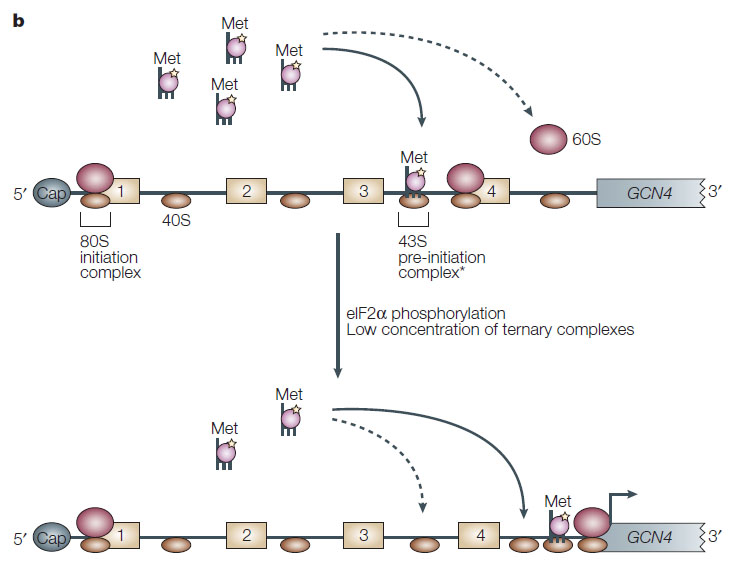 b
Met
Met
Met
Met
60S
Met
5′ Cap 1 2 3 4 GCN4 3′
40S
80S
initiation
complex
43S
pre-initiation
complex*
eIF2α phosphorylation
Low concentration of ternary complexes
Met
Met
Met
5′ Cap 1 2 3 4 GCN4 3′